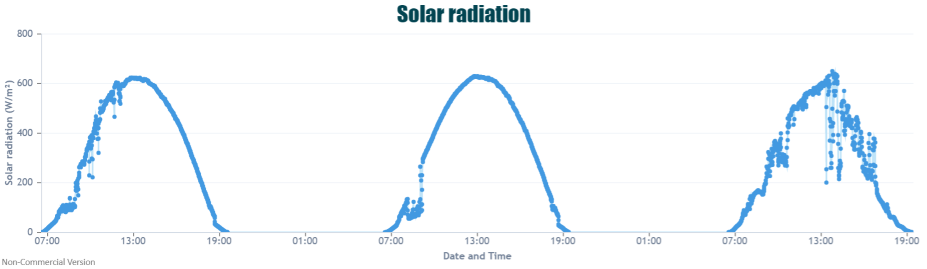 Solar radiation
Solar radiation (W/m²)
800
600
400
200
0
07:00 13:00 19:00 01:00 07:00 13:00 19:00 01:00 07:00 13:00 19:00
Date and Time
Non-Commercial Version